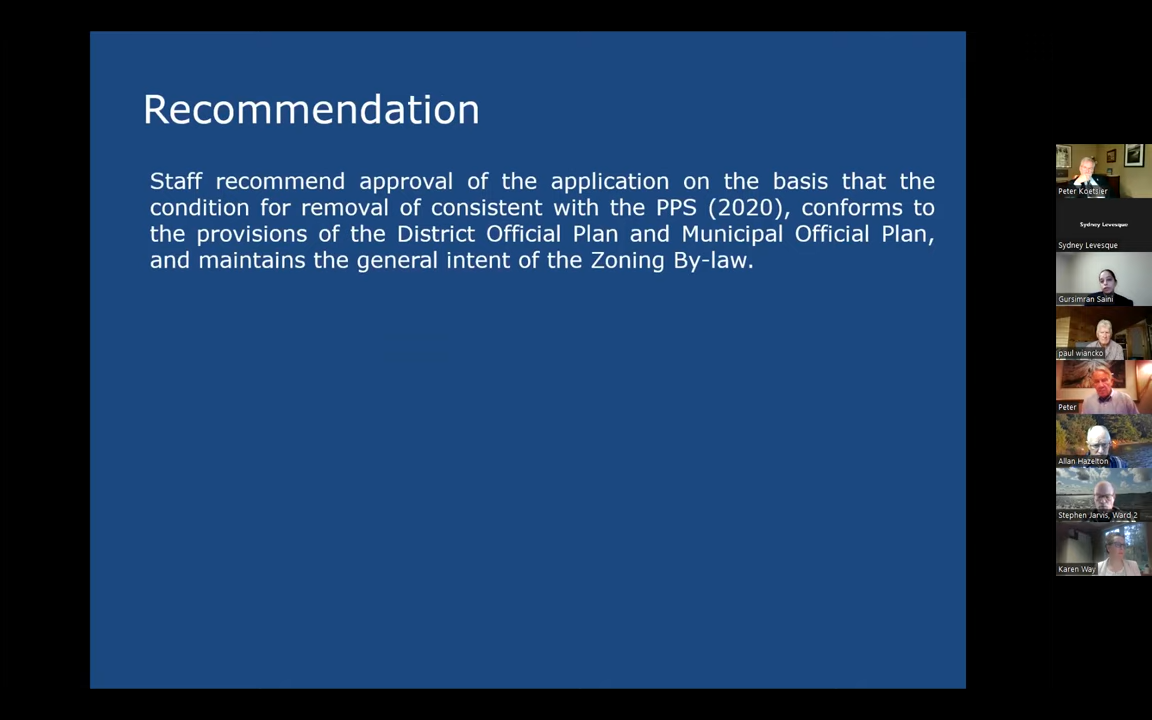 Recommendation
Staff recommend approval of the application on the basis that the
condition for removal of consistent with the PPS (2020), conforms to
the provisions of the District Official Plan and Municipal Official Plan,
and maintains the general intent of the Zoning By-law.
Peter Koetsier
Sydney Levesque
Sydney Levesque
Gursimran Saini
paul wiancko
Peter
Allan Hazelton
Stephen Jarvis, Ward 2
Karen Way